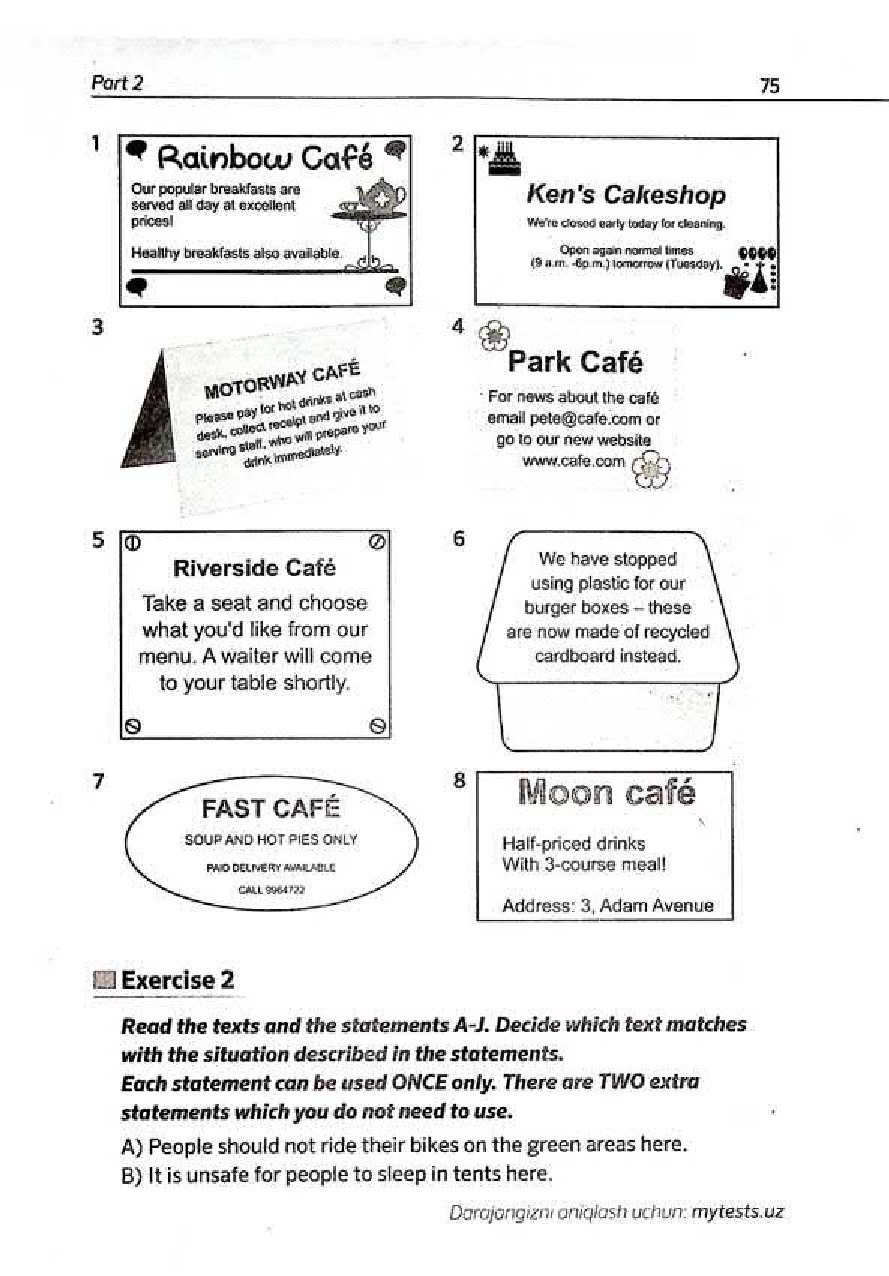 Part 2
75
1
Rainbow Café
Our popular breakfasts are
served all day at excellent
prices!
Healthy breakfasts also available.
2
Ken's Cakeshop
We're closed early today for cleaning.
Open again normal times
(9 a.m. -6p.m.) tomorrow (Tuesday).
3
MOTORWAY CAFÉ
Please pay for hot drinks at cash
desk, collect receipt and give it to
serving staff, who will prepare your
drink immediately.
4
Park Café
For news about the café
email pete@cafe.com or
go to our new website
www.cafe.com
5
Riverside Café
Take a seat and choose
what you'd like from our
menu. A waiter will come
to your table shortly.
6
We have stopped
using plastic for our
burger boxes – these
are now made of recycled
cardboard instead.
7
FAST CAFÉ
SOUP AND HOT PIES ONLY
PAID DELIVERY AVAILABLE
CALL 9964722
8
Moon café
Half-priced drinks
With 3-course meal!
Address: 3, Adam Avenue
Exercise 2
Read the texts and the statements A-J. Decide which text matches
with the situation described in the statements.
Each statement can be used ONCE only. There are TWO extra
statements which you do not need to use.
A) People should not ride their bikes on the green areas here.
B) It is unsafe for people to sleep in tents here.
Darajangizni aniqlash uchun: mytests.uz